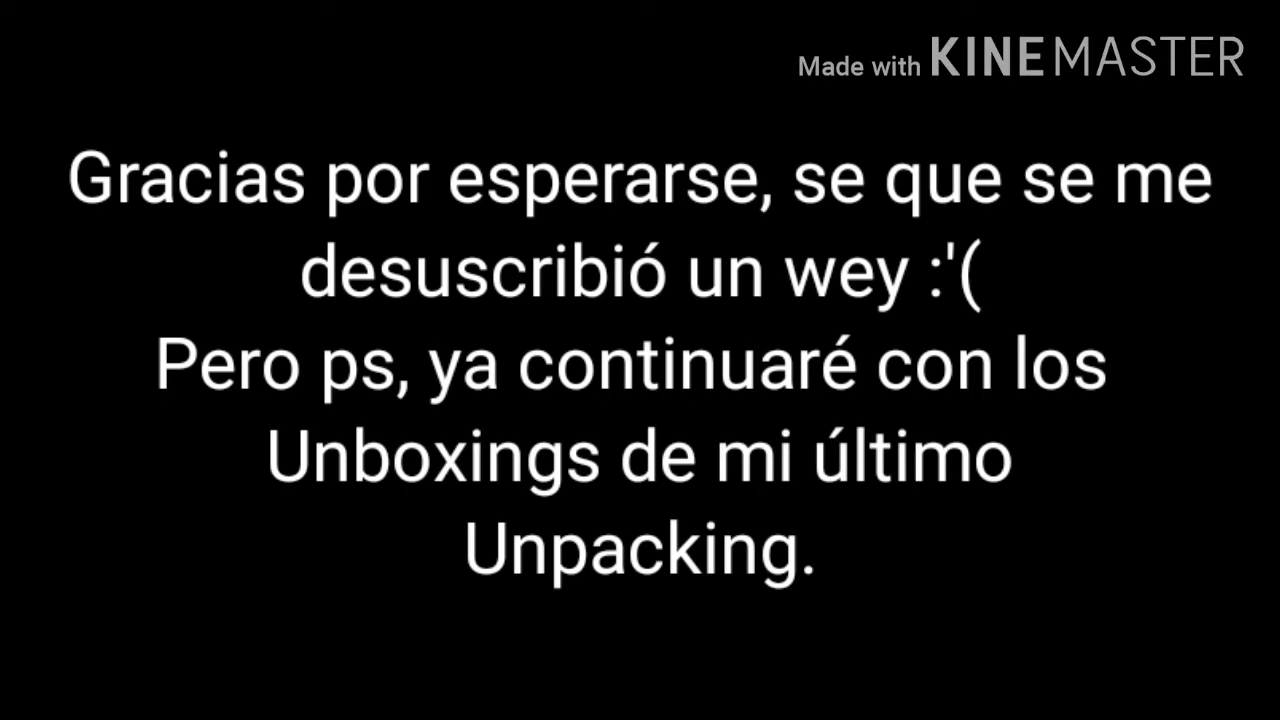 Made with KINEMASTER
Gracias por esperarse, se que se me
desuscribió un wey :'(
Pero ps, ya continuaré con los
Unboxings de mi último
Unpacking.